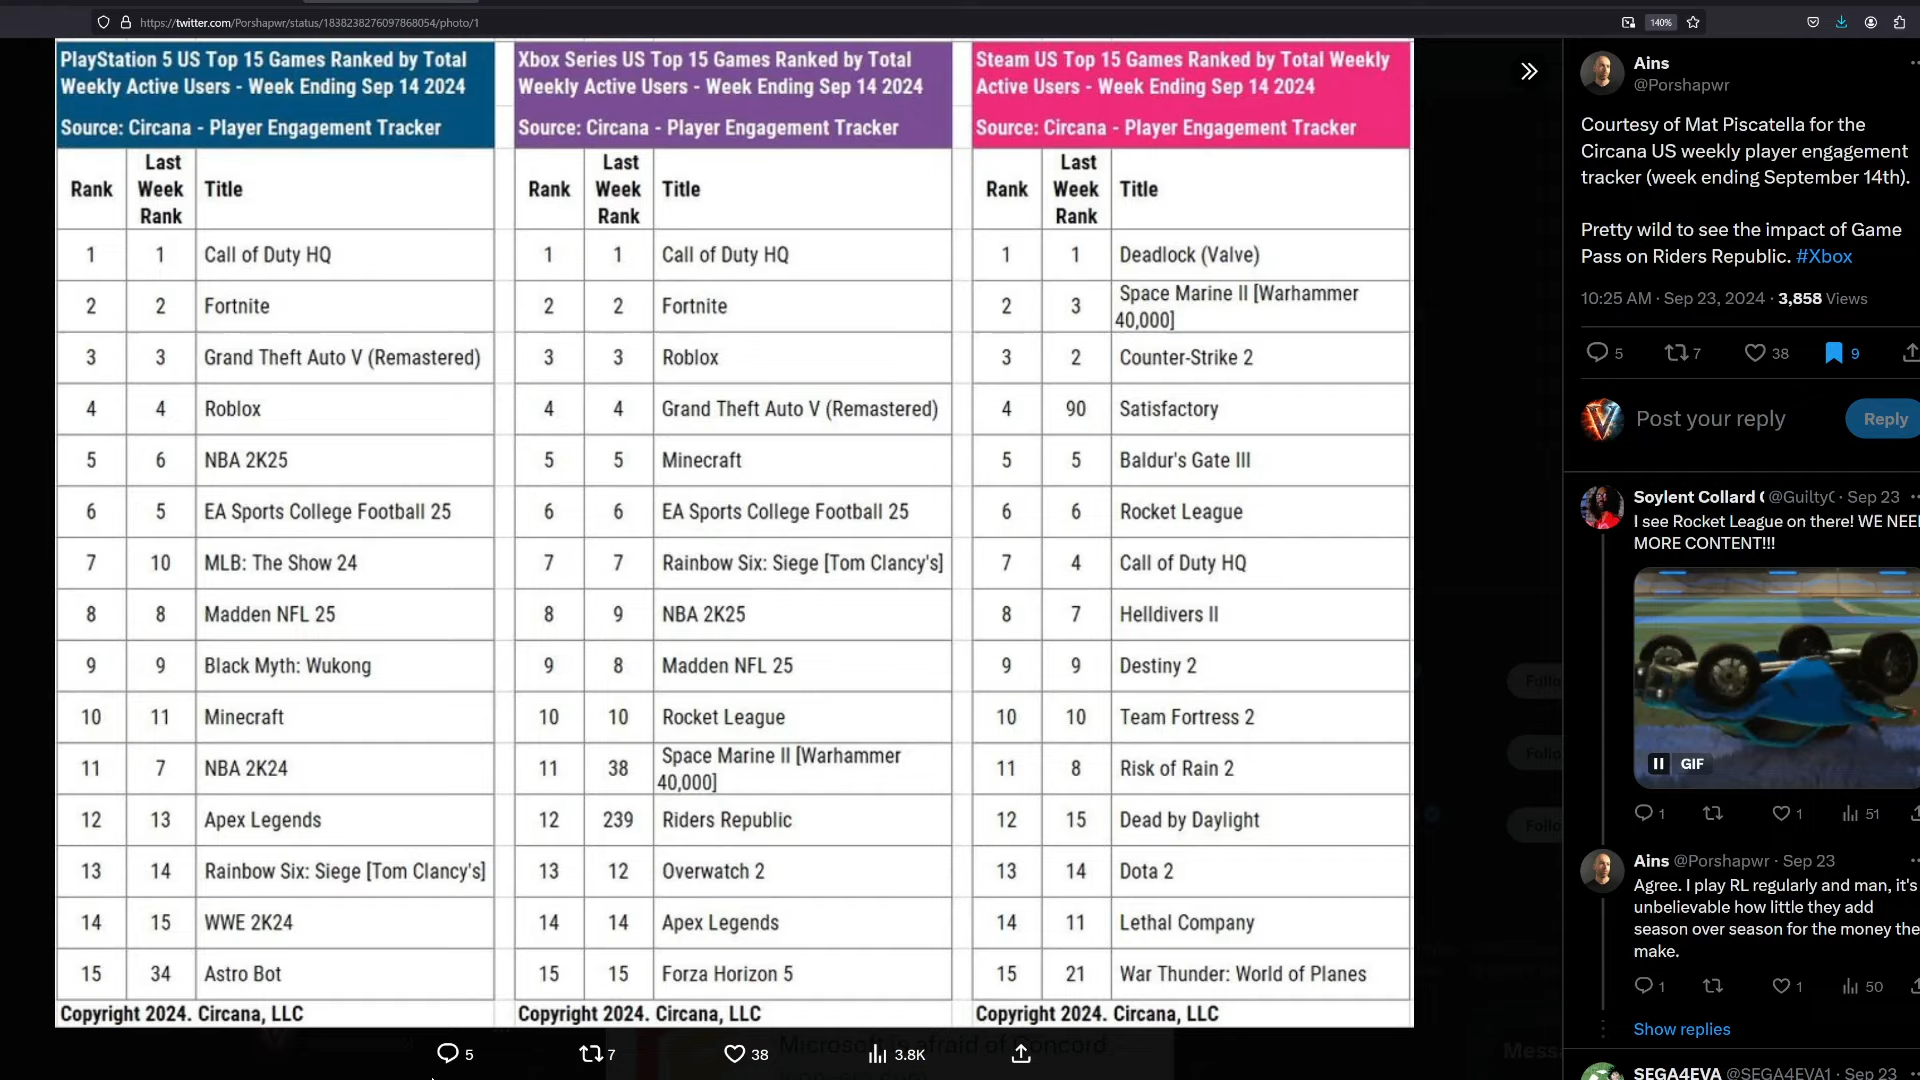 https://twitter.com/Porshapwr/status/1838238276097868054/photo/1
140%
PlayStation 5 US Top 15 Games Ranked by Total
Weekly Active Users - Week Ending Sep 14 2024
Source: Circana - Player Engagement Tracker
Rank Last Week Rank Title
1 1 Call of Duty HQ
2 2 Fortnite
3 3 Grand Theft Auto V (Remastered)
4 4 Roblox
5 6 NBA 2K25
6 5 EA Sports College Football 25
7 10 MLB: The Show 24
8 8 Madden NFL 25
9 9 Black Myth: Wukong
10 11 Minecraft
11 7 NBA 2K24
12 13 Apex Legends
13 14 Rainbow Six: Siege [Tom Clancy's]
14 15 WWE 2K24
15 34 Astro Bot
Copyright 2024. Circana, LLC
Xbox Series US Top 15 Games Ranked by Total
Weekly Active Users - Week Ending Sep 14 2024
Source: Circana - Player Engagement Tracker
Rank Last Week Rank Title
1 1 Call of Duty HQ
2 2 Fortnite
3 3 Roblox
4 4 Grand Theft Auto V (Remastered)
5 5 Minecraft
6 6 EA Sports College Football 25
7 7 Rainbow Six: Siege [Tom Clancy's]
8 9 NBA 2K25
9 8 Madden NFL 25
10 10 Rocket League
11 38 Space Marine II [Warhammer
40,000]
12 239 Riders Republic
13 12 Overwatch 2
14 14 Apex Legends
15 15 Forza Horizon 5
Copyright 2024. Circana, LLC
Steam US Top 15 Games Ranked by Total Weekly
Active Users - Week Ending Sep 14 2024
Source: Circana - Player Engagement Tracker
Rank Last Week Rank Title
1 1 Deadlock (Valve)
2 3 Space Marine II [Warhammer
40,000]
3 2 Counter-Strike 2
4 90 Satisfactory
5 5 Baldur's Gate III
6 6 Rocket League
7 4 Call of Duty HQ
8 7 Helldivers II
9 9 Destiny 2
10 10 Team Fortress 2
11 8 Risk of Rain 2
12 15 Dead by Daylight
13 14 Dota 2
14 11 Lethal Company
15 21 War Thunder: World of Planes
Copyright 2024. Circana, LLC
5 7 38 3.8K
Microsoft is afraid of Concord
Ains
@Porshapwr
Courtesy of Mat Piscatella for the
Circana US weekly player engagement
tracker (week ending September 14th).
Pretty wild to see the impact of Game
Pass on Riders Republic. #Xbox
10:25 AM · Sep 23, 2024 · 3,858 Views
5 7 38 9
Post your reply
Reply
Soylent Collard ( @Guilty( · Sep 23
I see Rocket League on there! WE NEE
MORE CONTENT!!!
GIF
1 1 51
Ains @Porshapwr · Sep 23
Agree. I play RL regularly and man, it's
unbelievable how little they add
season over season for the money the
make.
1 1 50
Show replies
SEGA4EVA @SEGA4EVA1 · Sep 23
Follo
Follo
Follo
Messa